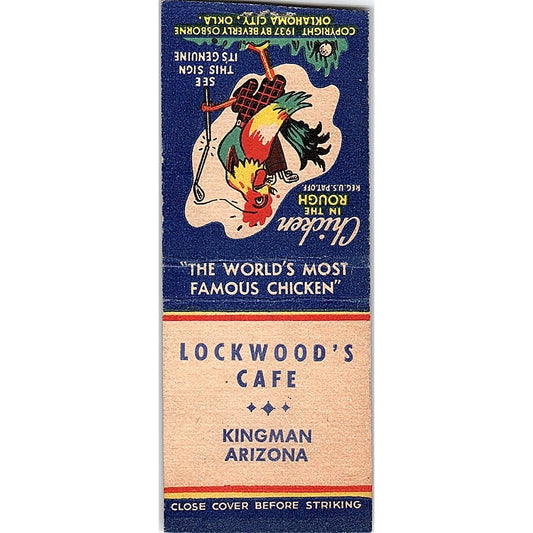 Chicken
IN THE
ROUGH
REG. U.S. PAT. OFF.
SEE
THIS SIGN
IT'S GENUINE
COPYRIGHT 1937 BY BEVERLY OSBORNE
OKLAHOMA CITY, OKLA.
"THE WORLD'S MOST
FAMOUS CHICKEN"
LOCKWOOD'S
CAFE
KINGMAN
ARIZONA
CLOSE COVER BEFORE STRIKING